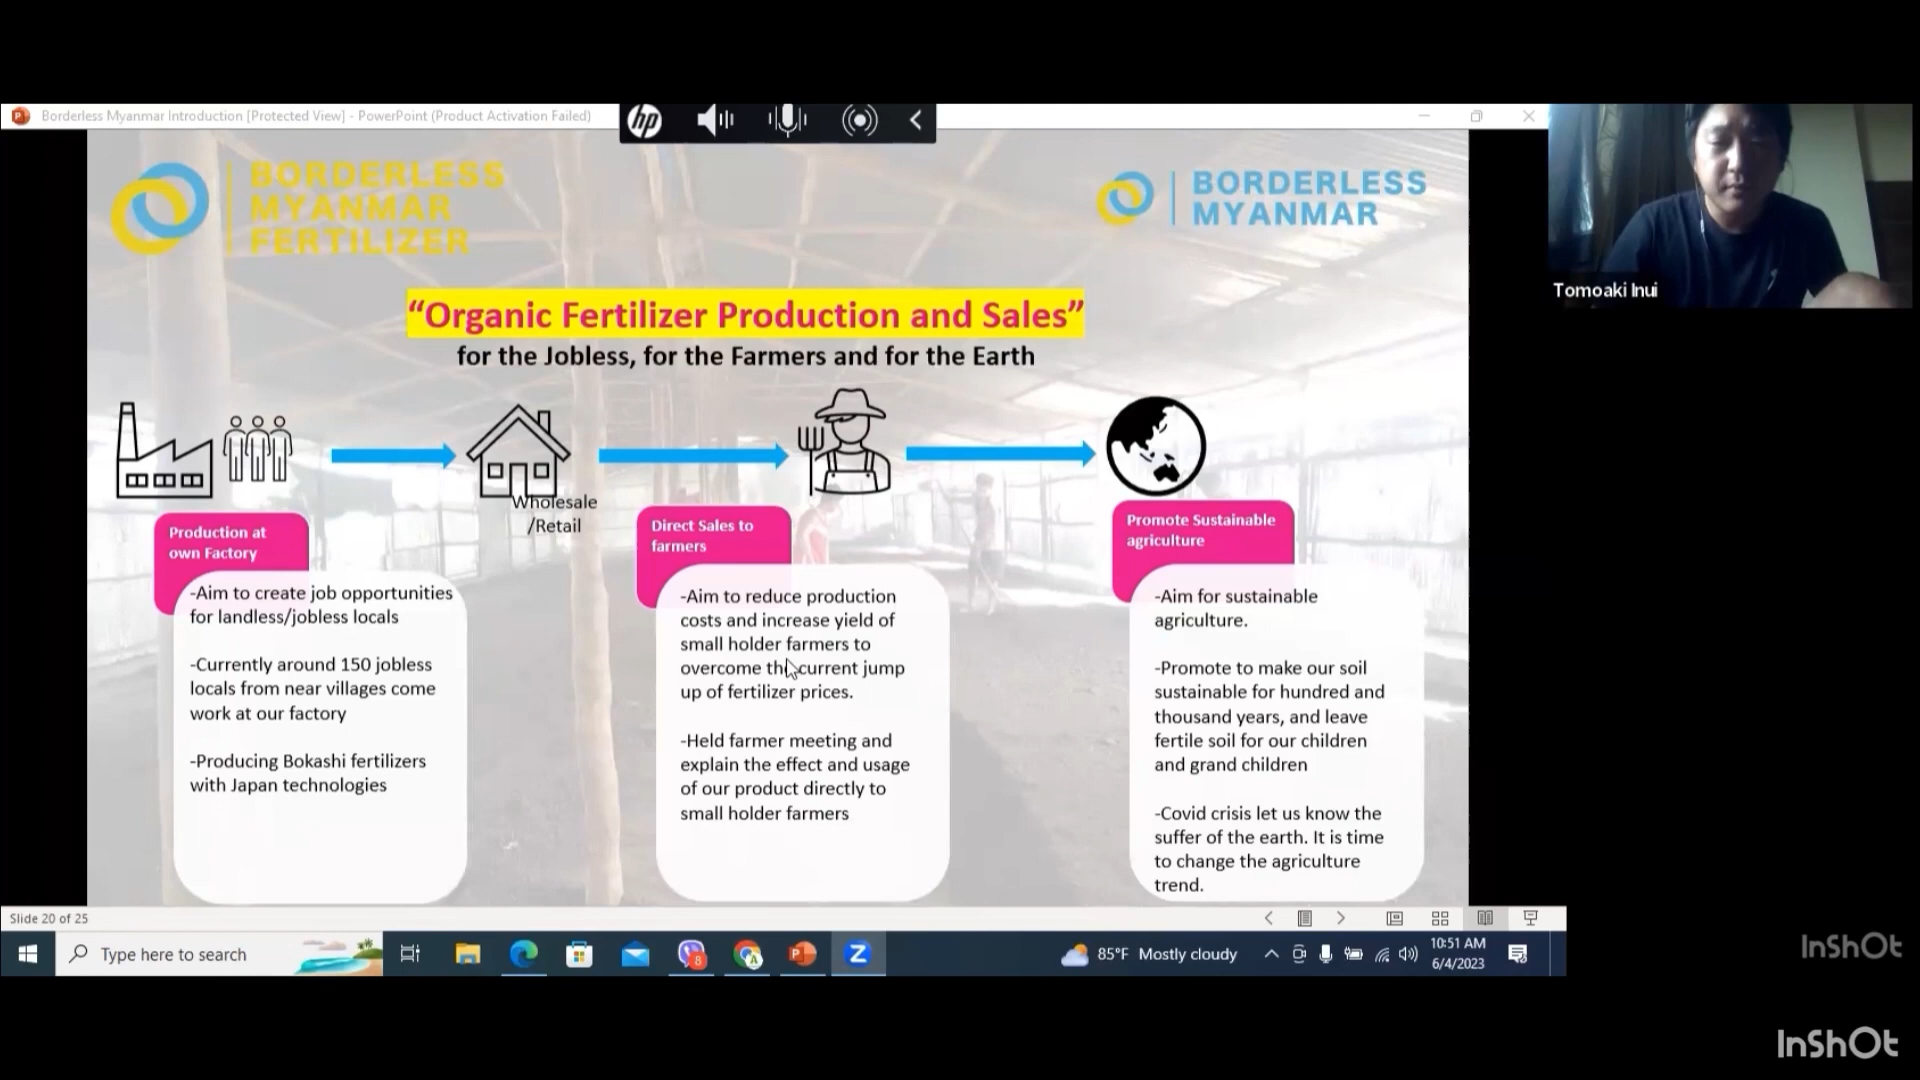 Borderless Myanmar Introduction [Protected View] - PowerPoint (Product Activation Failed)
hp
BORDERLESS
MYANMAR
FERTILIZER
BORDERLESS
MYANMAR
Tomoaki Inui
“Organic Fertilizer Production and Sales”
for the Jobless, for the Farmers and for the Earth
Wholesale
/Retail
Production at
own Factory
-Aim to create job opportunities
for landless/jobless locals
-Currently around 150 jobless
locals from near villages come
work at our factory
-Producing Bokashi fertilizers
with Japan technologies
Direct Sales to
farmers
-Aim to reduce production
costs and increase yield of
small holder farmers to
overcome the current jump
up of fertilizer prices.
-Held farmer meeting and
explain the effect and usage
of our product directly to
small holder farmers
Promote Sustainable
agriculture
-Aim for sustainable
agriculture.
-Promote to make our soil
sustainable for hundred and
thousand years, and leave
fertile soil for our children
and grand children
-Covid crisis let us know the
suffer of the earth. It is time
to change the agriculture
trend.
Slide 20 of 25
Type here to search
8
85°F Mostly cloudy
10:51 AM
6/4/2023
InShOt
InShOt